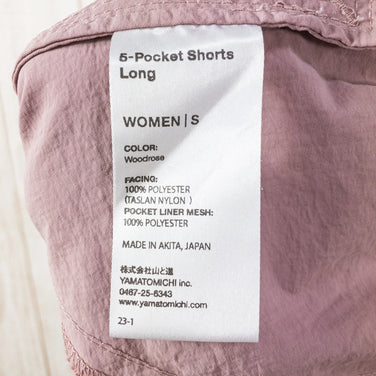 5-Pocket Shorts
Long
WOMEN | S
COLOR:
Woodrose
FACING:
100% POLYESTER
(TASLAN NYLON )
POCKET LINER MESH:
100% POLYESTER
MADE IN AKITA, JAPAN
株式会社山と道
YAMATOMICHI inc.
0467-25-6343
www.yamatomichi.com
23-1